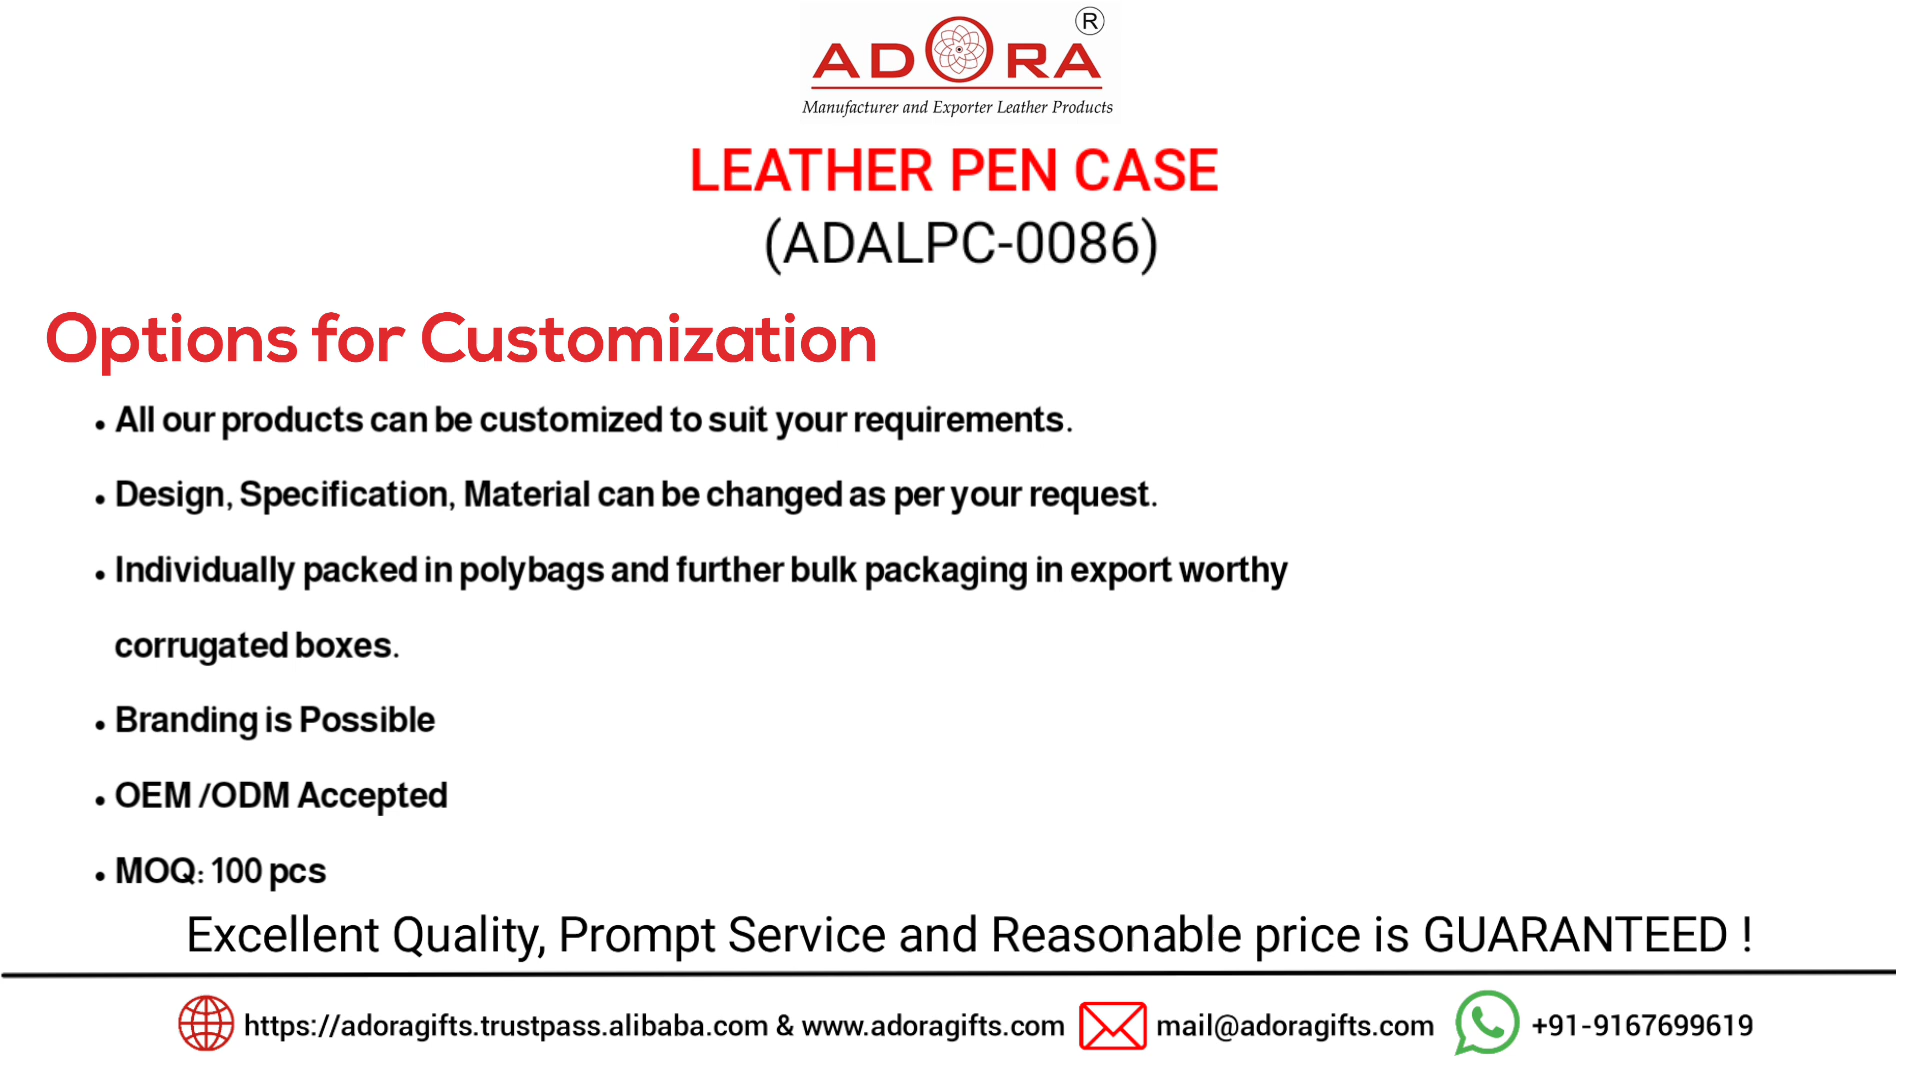 ADORA ®
Manufacturer and Exporter Leather Products
LEATHER PEN CASE
(ADALPC-0086)
Options for Customization
• All our products can be customized to suit your requirements.
• Design, Specification, Material can be changed as per your request.
• Individually packed in polybags and further bulk packaging in export worthy
corrugated boxes.
• Branding is Possible
• OEM /ODM Accepted
• MOQ: 100 pcs
Excellent Quality, Prompt Service and Reasonable price is GUARANTEED !
https://adoragifts.trustpass.alibaba.com & www.adoragifts.com mail@adoragifts.com +91-9167699619